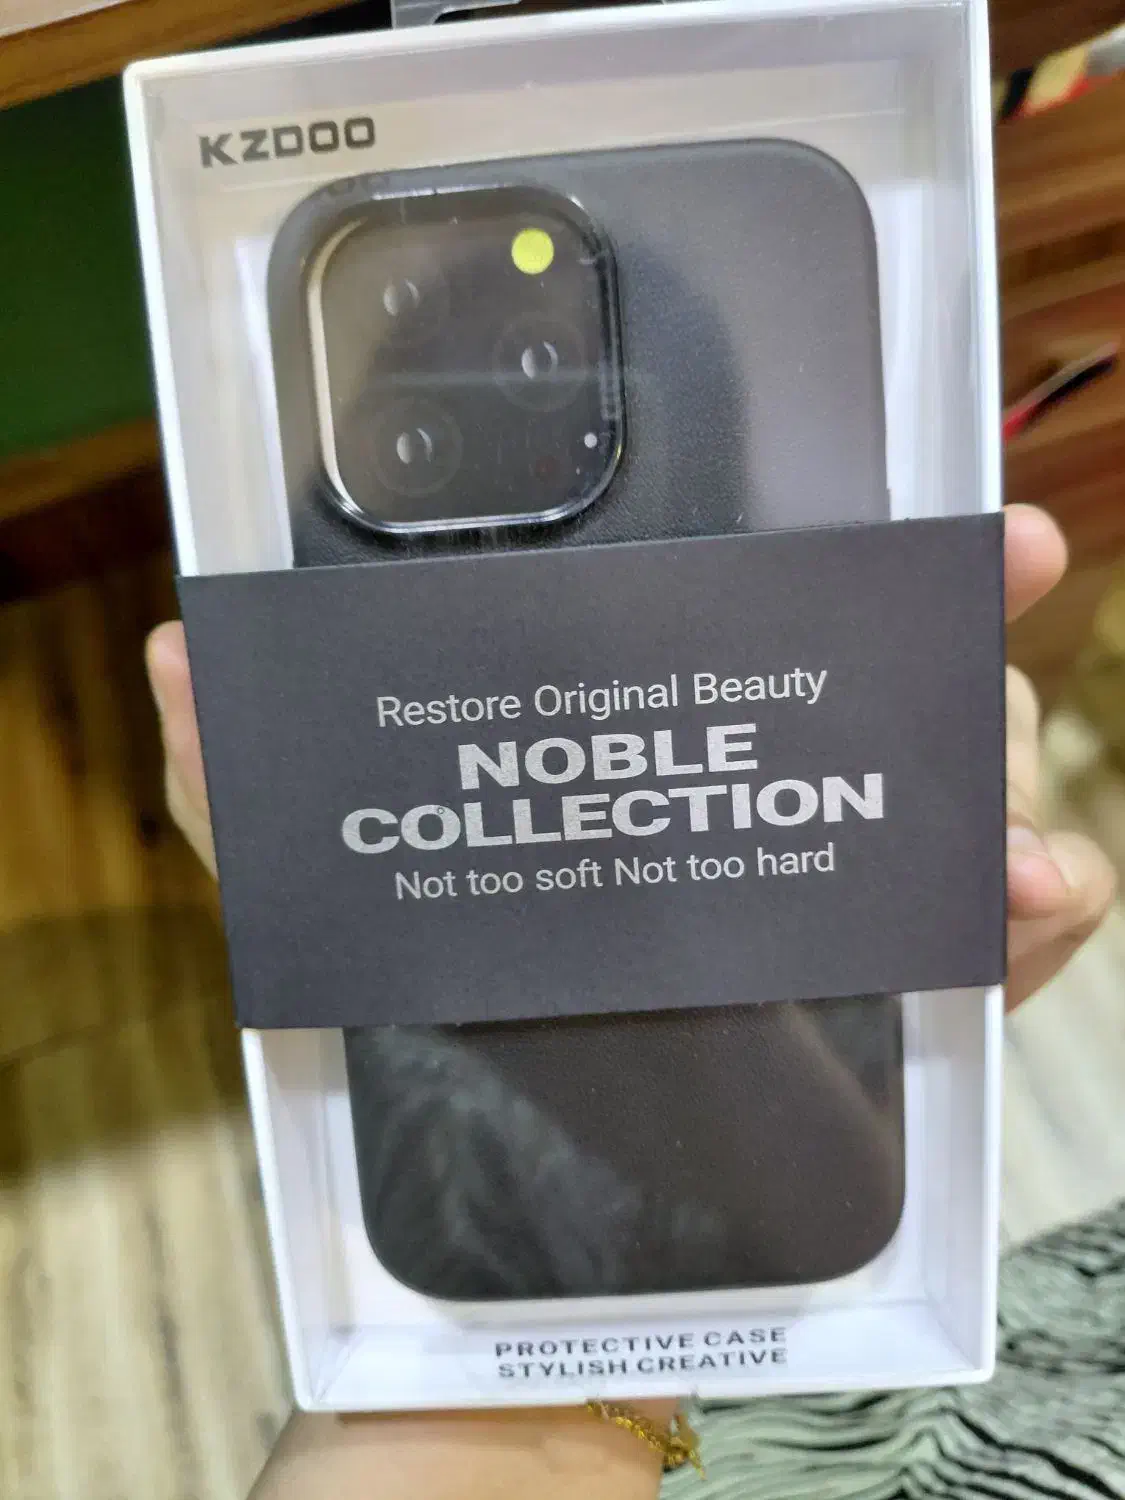 KZDOO
Restore Original Beauty
NOBLE
COLLECTION
Not too soft Not too hard
PROTECTIVE CASE
STYLISH CREATIVE